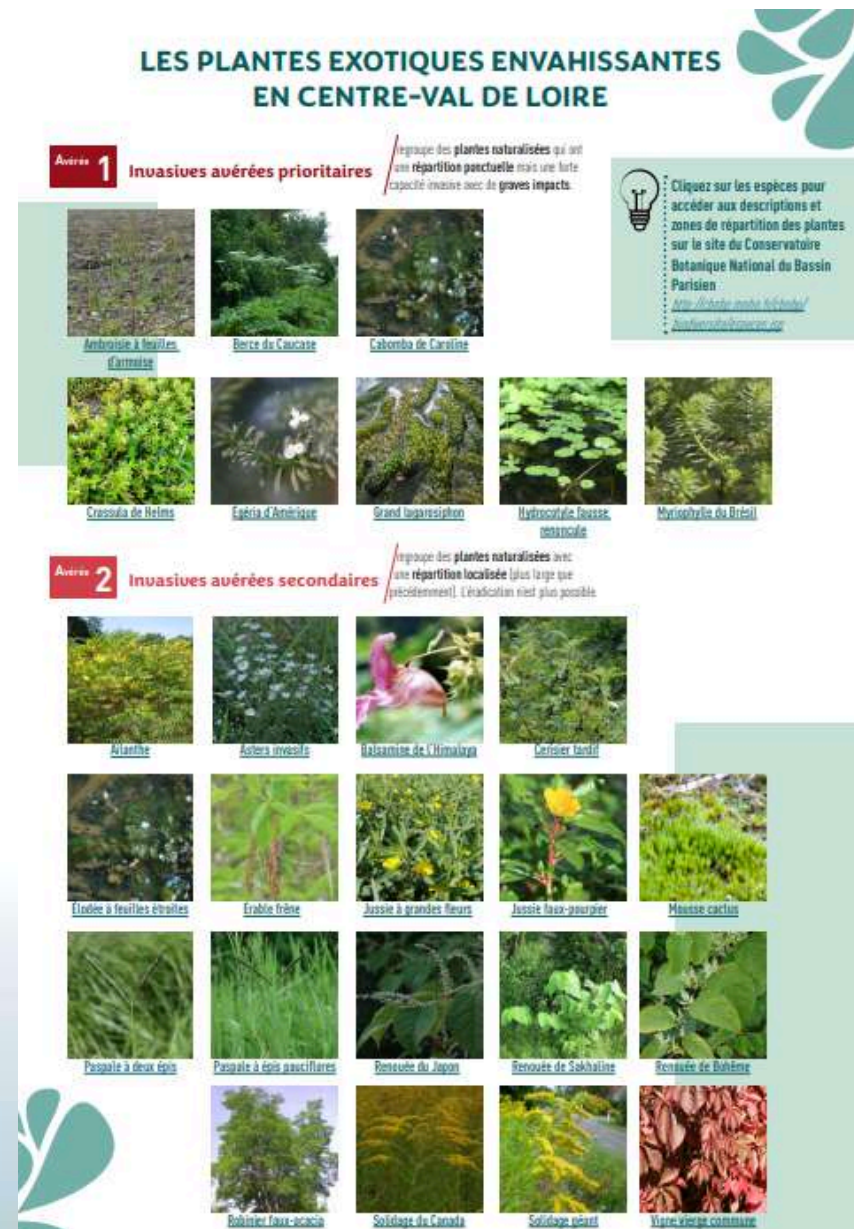 LES PLANTES EXOTIQUES ENVAHISSANTES
EN CENTRE-VAL DE LOIRE
Avérée 1
Invasives avérées prioritaires
regroupe des plantes naturalisées qui ont
une répartition ponctuelle mais une forte
capacité invasive avec de graves impacts.
Cliquez sur les espèces pour
accéder aux descriptions et
zones de répartition des plantes
sur le site du Conservatoire
Botanique National du Bassin
Parisien
Ambroisie à feuilles
d'armoise
Berce du Caucase
Cabomba de Caroline
Crassula de Helms
Egéria d'Amérique
Grand lagarosiphon
Hydrocotyle fausse
renoncule
Myriophylle du Brésil
Avérée 2
Invasives avérées secondaires
regroupe des plantes naturalisées avec
une répartition localisée (plus large que
précédemment). L'éradication n'est plus possible.
Ailanthe
Asters invasifs
Balsamine de l'Himalaya
Cerisier tardif
Élodée à feuilles étroites
Erable frêne
Jussie à grandes fleurs
Jussie faux-pourpier
Mousse cactus
Paspale à deux épis
Paspale à épis pauciflores
Renouée du Japon
Renouée de Sakhaline
Renouée de Bohême
Robinier faux-acacia
Solidage du Canada
Solidage géant
Vigne vierge commune